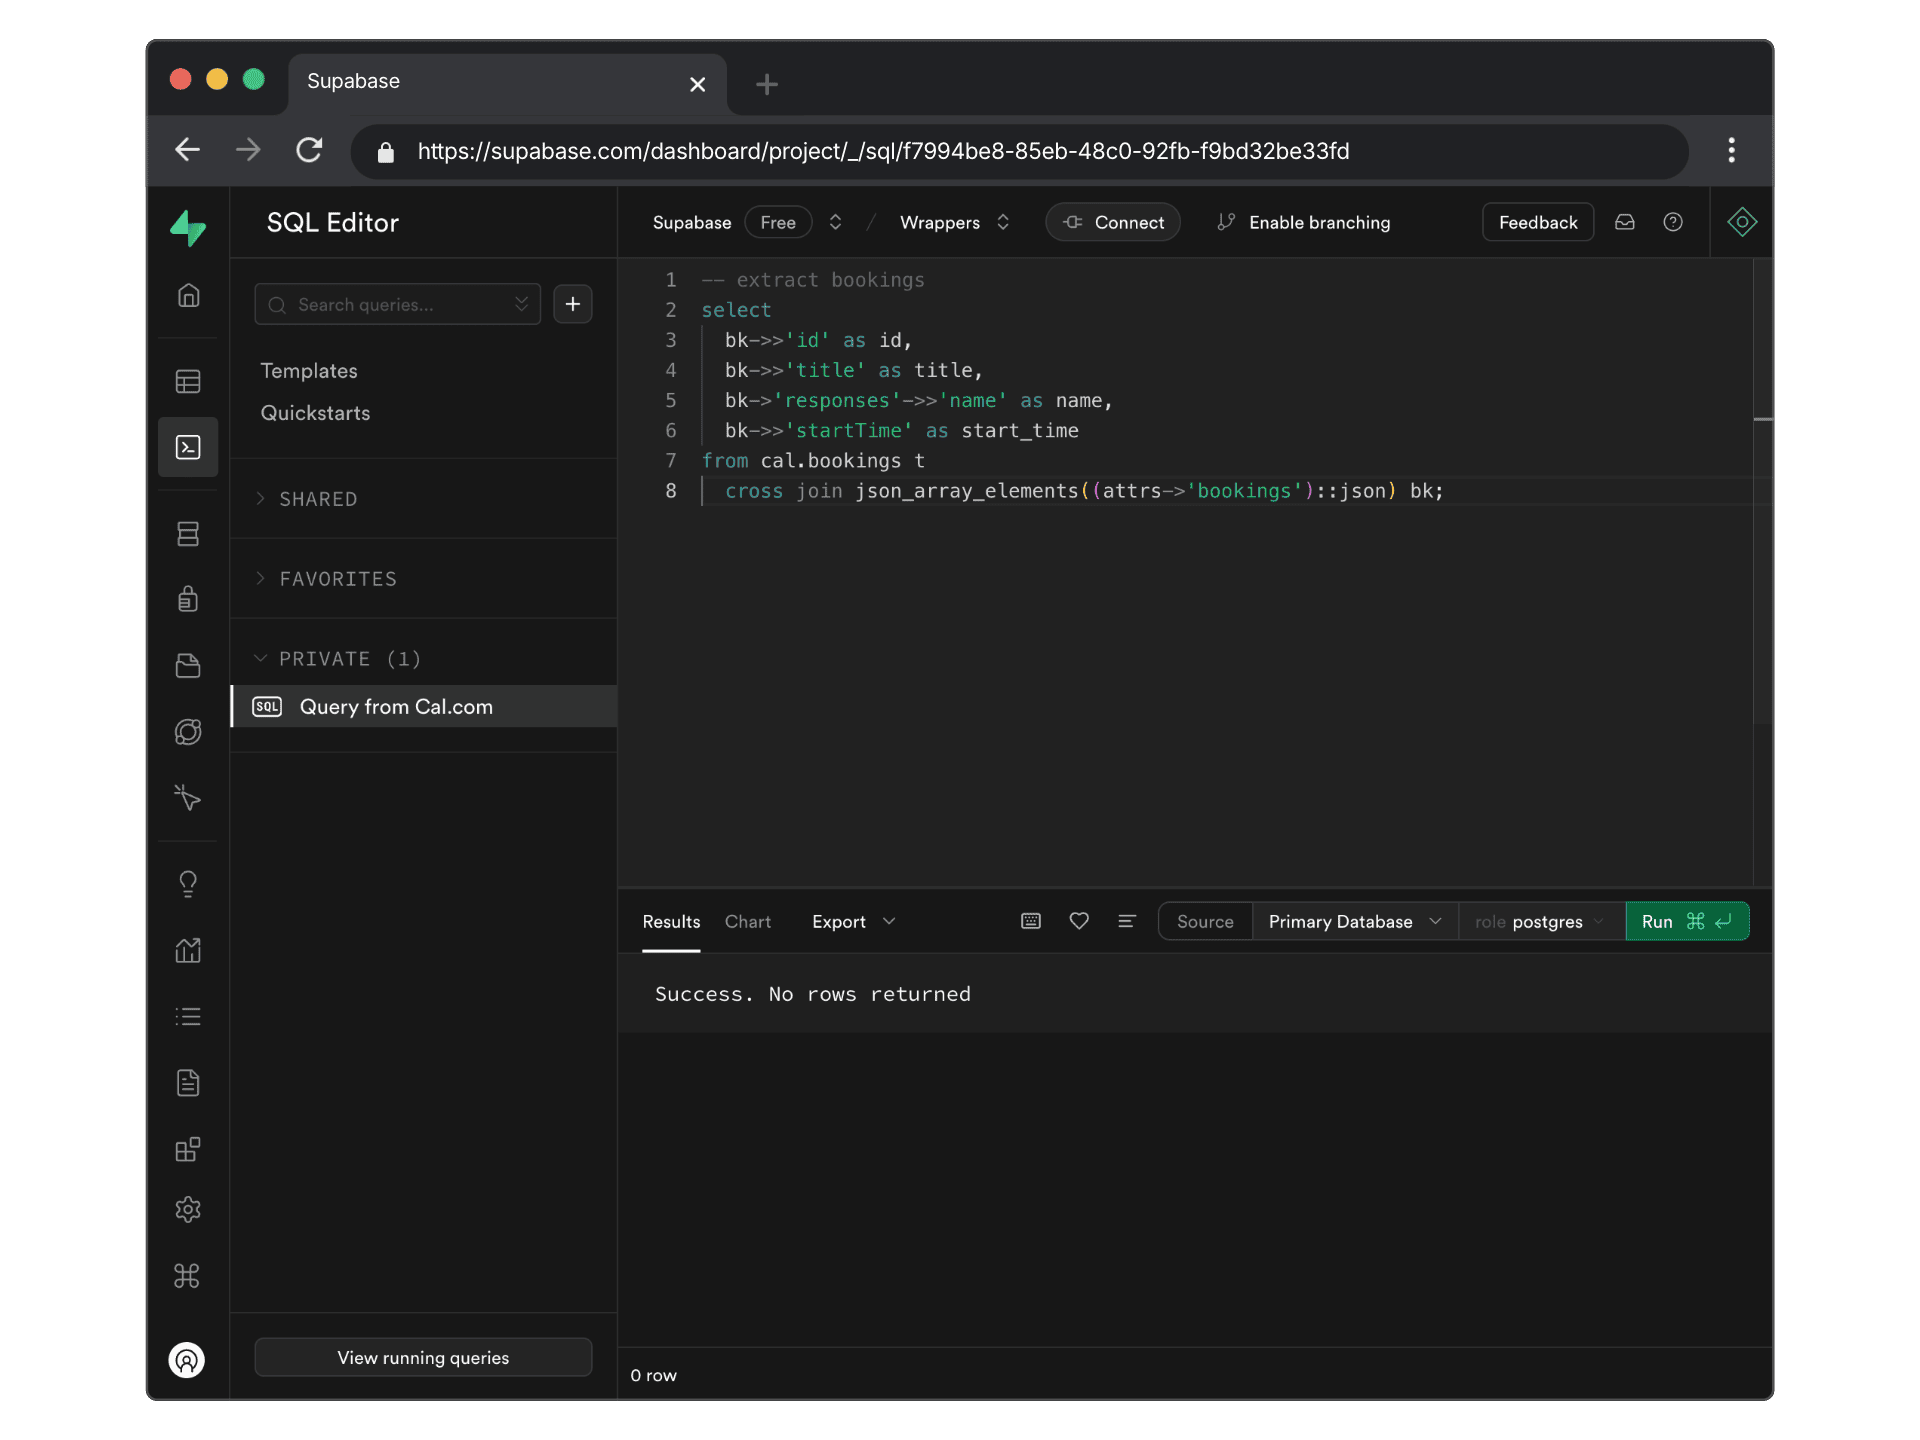 Supabase
https://supabase.com/dashboard/project/_/sql/f7994be8-85eb-48c0-92fb-f9bd32be33fd
SQL Editor
Supabase Free / Wrappers Connect Enable branching Feedback
Search queries...
Templates
Quickstarts
SHARED
FAVORITES
PRIVATE (1)
SQL Query from Cal.com
View running queries
1 -- extract bookings
2 select
3 bk->>'id' as id,
4 bk->>'title' as title,
5 bk->'responses'->>'name' as name,
6 bk->>'startTime' as start_time
7 from cal.bookings t
8 cross join json_array_elements((attrs->'bookings')::json) bk;
Results Chart Export Source Primary Database role postgres Run ⌘ ↵
Success. No rows returned
0 row